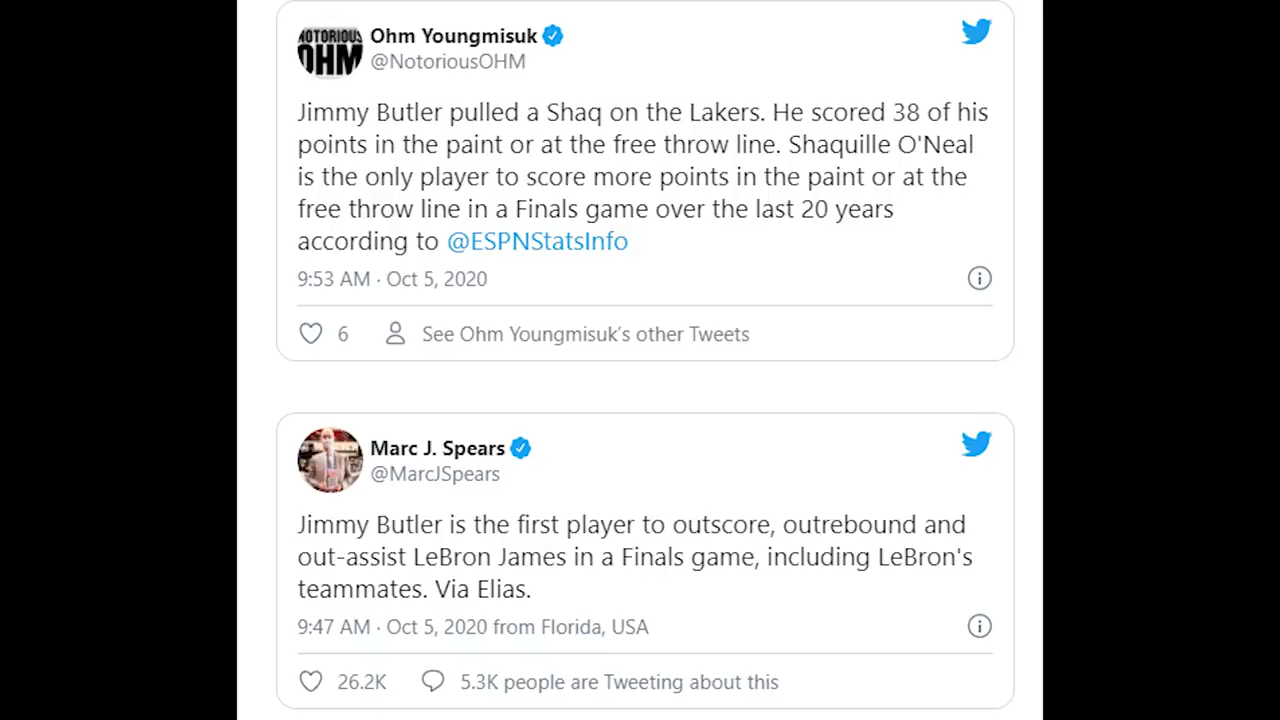 NOTORIOUS
OHM
Ohm Youngmisuk
@NotoriousOHM
Jimmy Butler pulled a Shaq on the Lakers. He scored 38 of his
points in the paint or at the free throw line. Shaquille O'Neal
is the only player to score more points in the paint or at the
free throw line in a Finals game over the last 20 years
according to @ESPNStatsInfo
9:53 AM · Oct 5, 2020
6 See Ohm Youngmisuk's other Tweets
Marc J. Spears
@MarcJSpears
Jimmy Butler is the first player to outscore, outrebound and
out-assist LeBron James in a Finals game, including LeBron's
teammates. Via Elias.
9:47 AM · Oct 5, 2020 from Florida, USA
26.2K 5.3K people are Tweeting about this